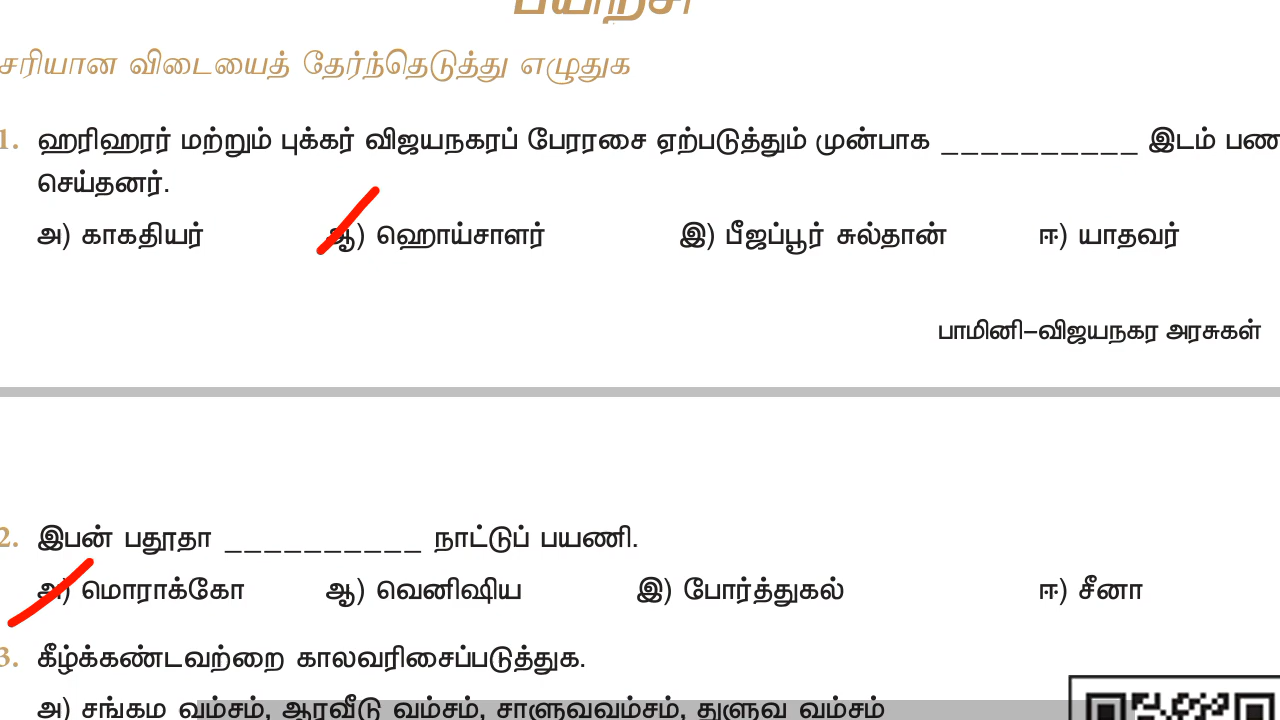 பயிற்சி
சரியான விடையைத் தேர்ந்தெடுத்து எழுதுக
1. ஹரிஹரர் மற்றும் புக்கர் விஜயநகரப் பேரரசை ஏற்படுத்தும் முன்பாக __________ இடம் பண
செய்தனர்.
அ) காகதியர் ஆ) ஹொய்சாளர் இ) பீஜப்பூர் சுல்தான் ஈ) யாதவர்
பாமினி–விஜயநகர அரசுகள்
2. இபன் பதூதா __________ நாட்டுப் பயணி.
அ) மொராக்கோ ஆ) வெனிஷிய இ) போர்த்துகல் ஈ) சீனா
3. கீழ்க்கண்டவற்றை காலவரிசைப்படுத்துக.
அ) சங்கம வம்சம், ஆரவீடு வம்சம், சாளுவவம்சம், துளுவ வம்சம்